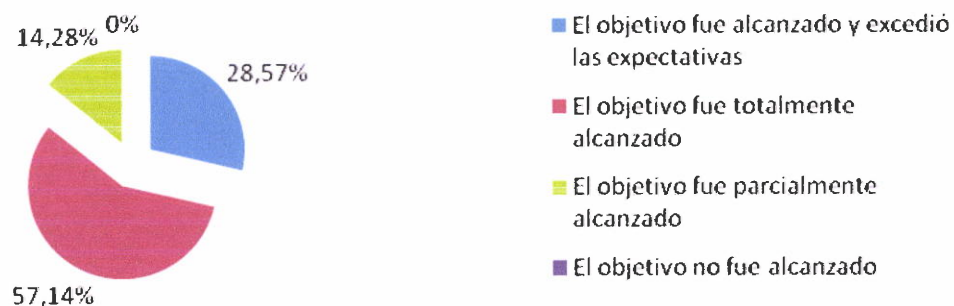 0%
14,28%
28,57%
57,14%
El objetivo fue alcanzado y excedió
las expectativas
El objetivo fue totalmente
alcanzado
El objetivo fue parcialmente
alcanzado
El objetivo no fue alcanzado